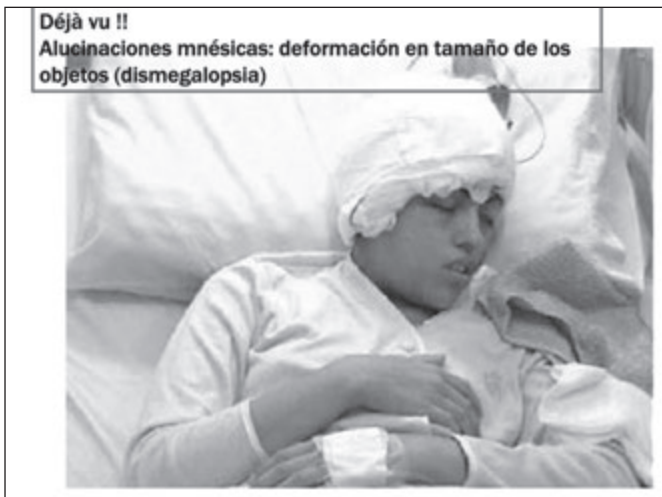 Déjà vu !!
Alucinaciones mnésicas: deformación en tamaño de los
objetos (dismegalopsia)